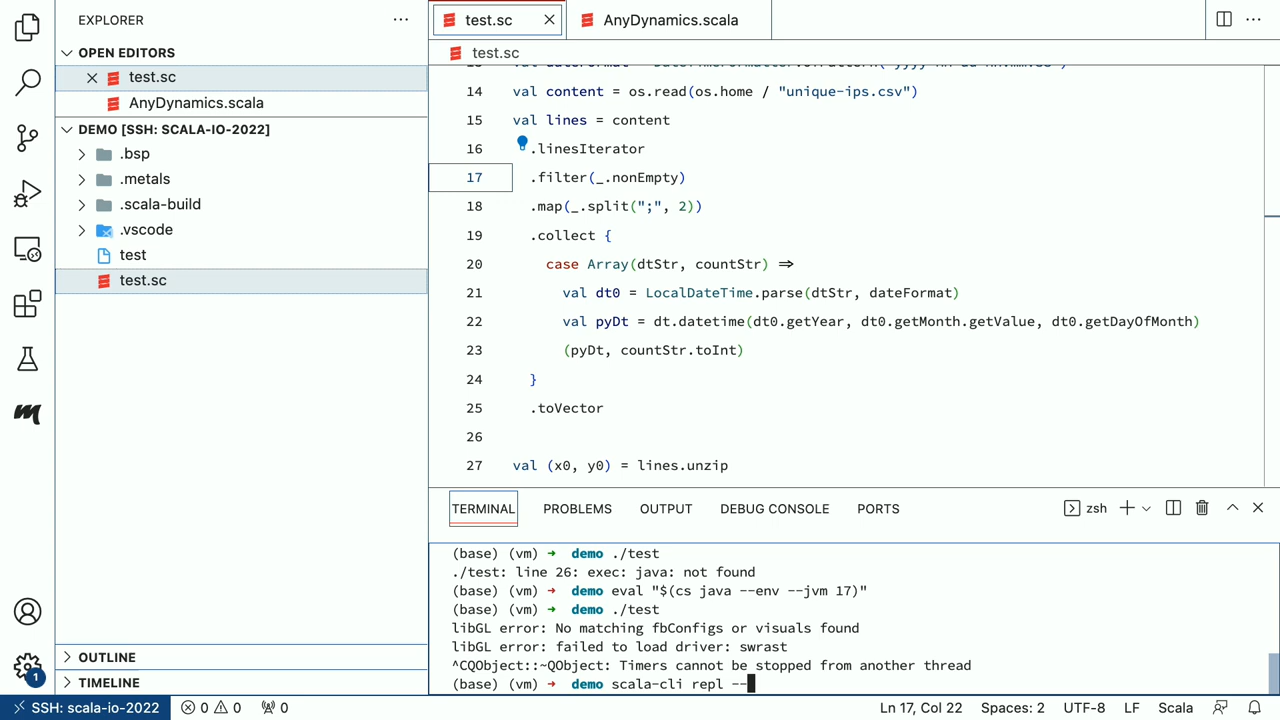 EXPLORER
OPEN EDITORS
test.sc
AnyDynamics.scala
DEMO [SSH: SCALA-IO-2022]
.bsp
.metals
.scala-build
.vscode
test
test.sc
OUTLINE
TIMELINE
test.sc
AnyDynamics.scala
test.sc
14 val content = os.read(os.home / "unique-ips.csv")
15 val lines = content
16 .linesIterator
17 .filter(_.nonEmpty)
18 .map(_.split(";", 2))
19 .collect {
20 case Array(dtStr, countStr) ⇒
21 val dt0 = LocalDateTime.parse(dtStr, dateFormat)
22 val pyDt = dt.datetime(dt0.getYear, dt0.getMonth.getValue, dt0.getDayOfMonth)
23 (pyDt, countStr.toInt)
24 }
25 .toVector
26
27 val (x0, y0) = lines.unzip
TERMINAL PROBLEMS OUTPUT DEBUG CONSOLE PORTS zsh
(base) (vm) ➜ demo ./test
./test: line 26: exec: java: not found
(base) (vm) ➜ demo eval "$(cs java --env --jvm 17)"
(base) (vm) ➜ demo ./test
libGL error: No matching fbConfigs or visuals found
libGL error: failed to load driver: swrast
^CQObject::~QObject: Timers cannot be stopped from another thread
(base) (vm) ➜ demo scala-cli repl --
1
SSH: scala-io-2022 0 0 0 Ln 17, Col 22 Spaces: 2 UTF-8 LF Scala